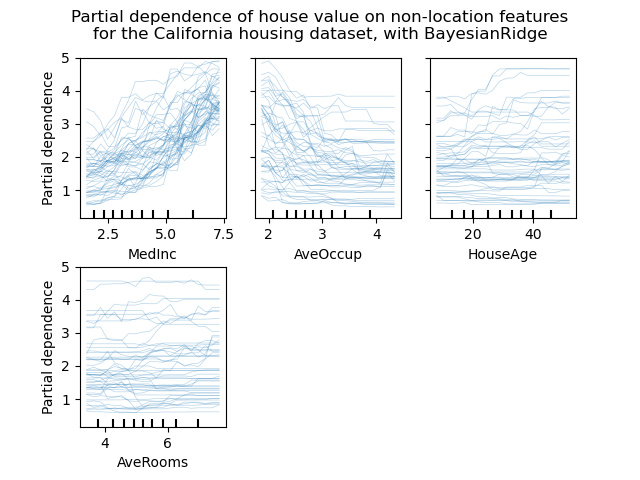 Partial dependence of house value on non-location features
for the California housing dataset, with BayesianRidge
Partial dependence
5
4
3
2
1
2.5 5.0 7.5
MedInc
2 3 4
AveOccup
20 40
HouseAge
Partial dependence
5
4
3
2
1
4 6
AveRooms